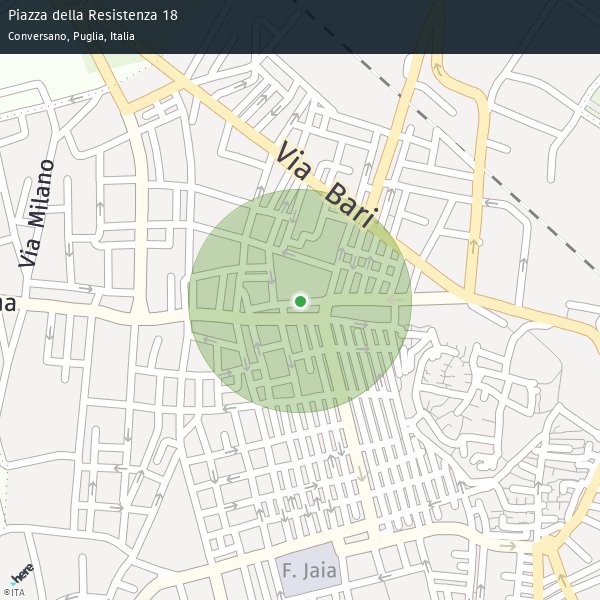 Piazza della Resistenza 18
Conversano, Puglia, Italia
Via Bari
Via Milano
na
F. Jaia
here
©ITA